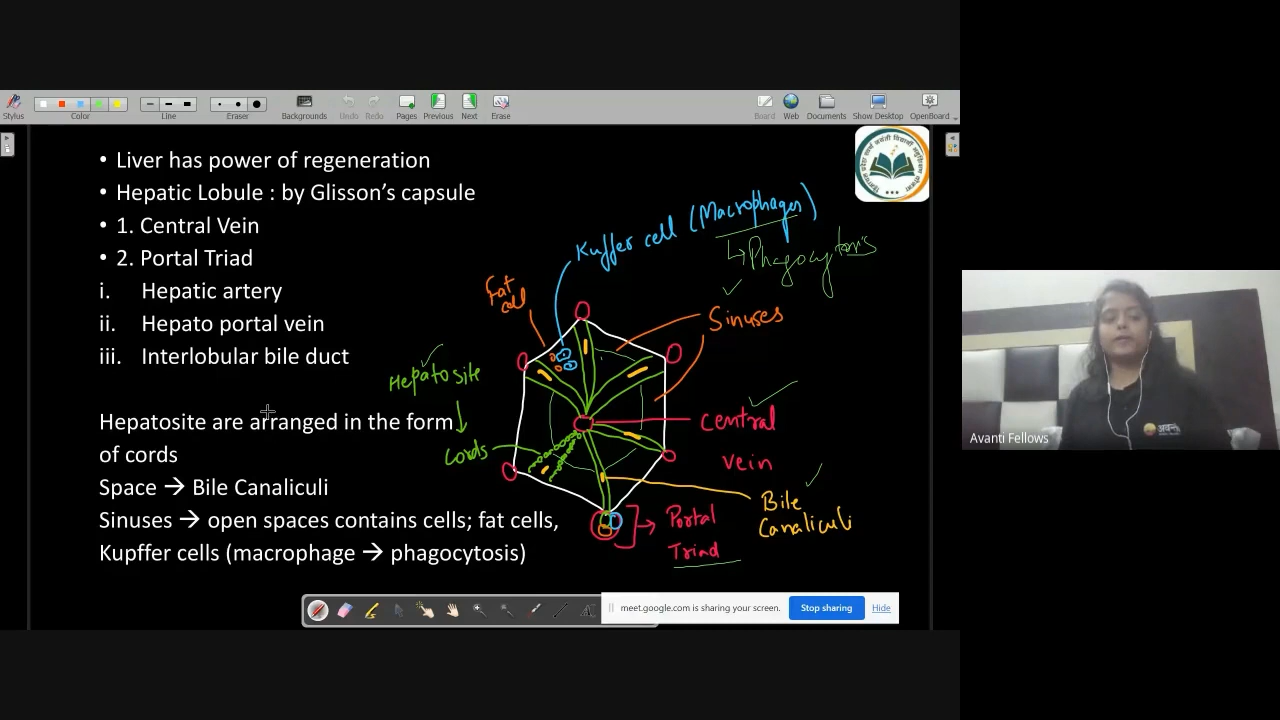 Stylus
Color
Line
Eraser
Backgrounds
Undo
Redo
Pages
Previous
Next
Erase
Board
Web
Documents
Show Desktop
OpenBoard
• Liver has power of regeneration
• Hepatic Lobule : by Glisson's capsule
• 1. Central Vein
• 2. Portal Triad
i. Hepatic artery
ii. Hepato portal vein
iii. Interlobular bile duct
Hepatosite are arranged in the form
of cords
Space → Bile Canaliculi
Sinuses → open spaces contains cells; fat cells,
Kupffer cells (macrophage → phagocytosis)
Kuffer cell (Macrophages)
↳ Phagocytosis
Fat
cell
Sinuses
Hepatosite
Cords
Central
Vein
Bile
Canaliculi
Portal
Triad
meet.google.com is sharing your screen.
Stop sharing
Hide
Avanti Fellows